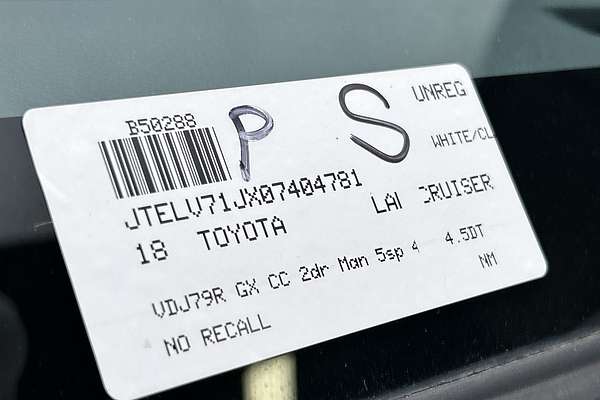 B50288
P S
UNREG
WHITE/CL
JTELV71JX07404781
18 TOYOTA LAN CRUISER
VDJ79R GX CC 2dr Man 5sp 4 4.5DT
NO RECALL NM